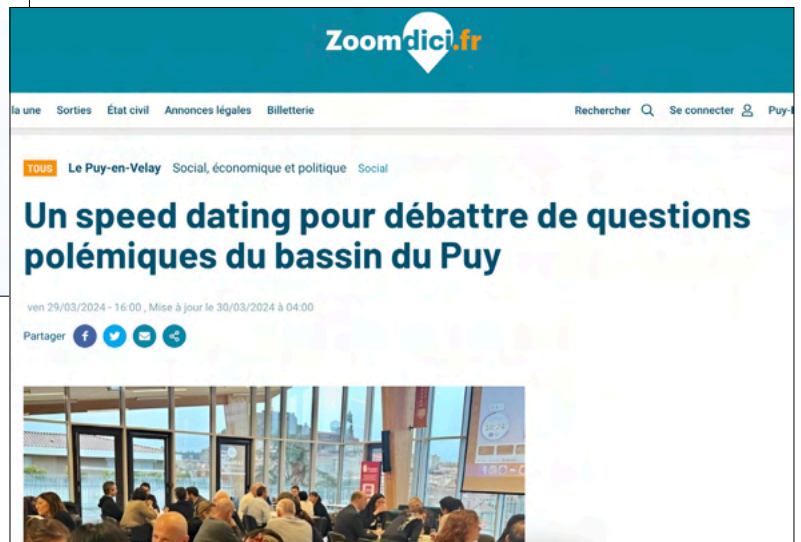 Zoomdici.fr
la une Sorties État civil Annonces légales Billetterie Rechercher Se connecter Puy-
TOUS Le Puy-en-Velay Social, économique et politique Social
Un speed dating pour débattre de questions
polémiques du bassin du Puy
ven 29/03/2024 - 16:00 , Mise à jour le 30/03/2024 à 04:00
Partager